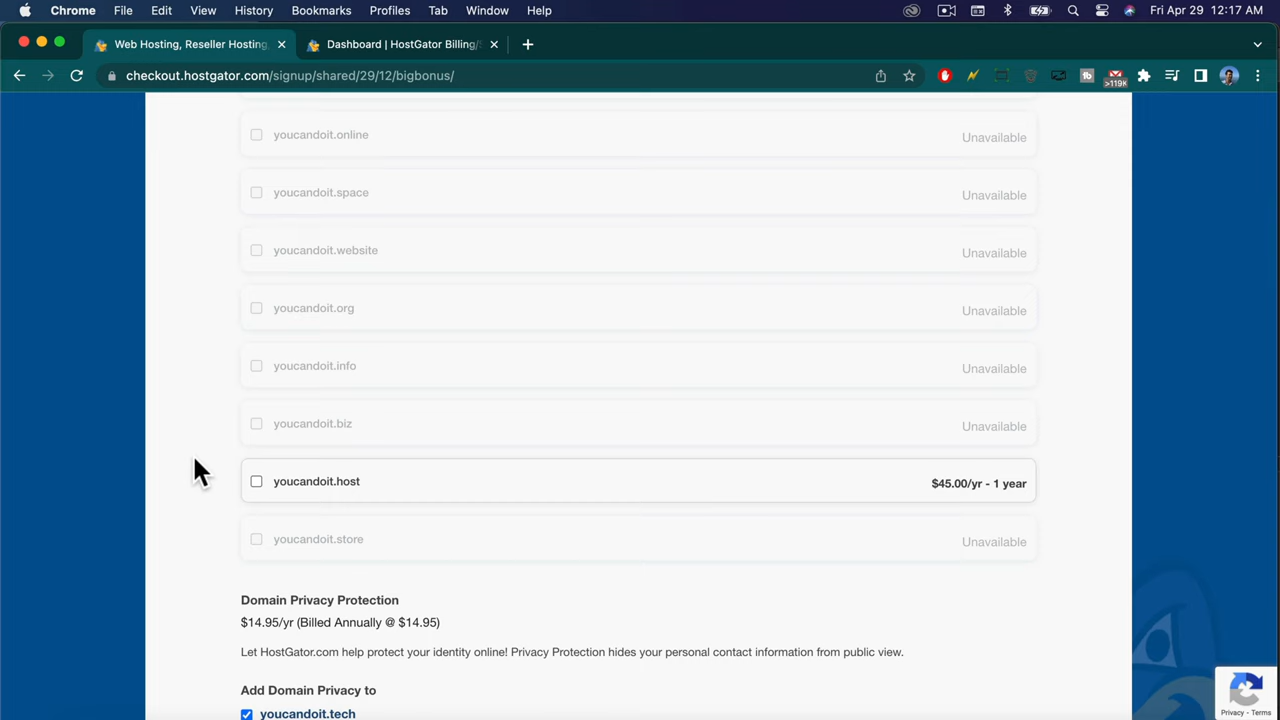 Chrome File Edit View History Bookmarks Profiles Tab Window Help Fri Apr 29 12:17 AM
Web Hosting, Reseller Hosting, Dashboard | HostGator Billing/
checkout.hostgator.com/signup/shared/29/12/bigbonus/ >119K
youcandoit.online Unavailable
youcandoit.space Unavailable
youcandoit.website Unavailable
youcandoit.org Unavailable
youcandoit.info Unavailable
youcandoit.biz Unavailable
youcandoit.host $45.00/yr - 1 year
youcandoit.store Unavailable
Domain Privacy Protection
$14.95/yr (Billed Annually @ $14.95)
Let HostGator.com help protect your identity online! Privacy Protection hides your personal contact information from public view.
Add Domain Privacy to
youcandoit.tech
Privacy - Terms